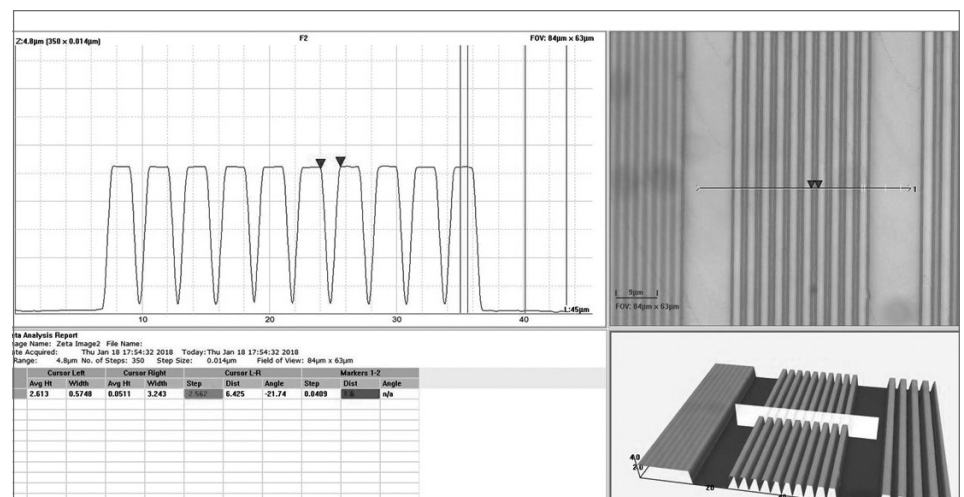 Z:4.8µm (350 × 0.014µm) F2 FOV: 84µm × 63µm
10 20 30 40 L:45µm
1
9µm
FOV: 84µm × 63µm
ta Analysis Report
age Name: Zeta Image2 File Name:
te Acquired: Thu Jan 18 17:54:32 2018 Today:Thu Jan 18 17:54:32 2018
Range: 4.8µm No. of Steps: 350 Step Size: 0.014µm Field of View: 84µm x 63µm
Cursor Left Cursor Right Cursor L-R Markers 1-2
Avg Ht Width Avg Ht Width Step Dist Angle Step Dist Angle
2.613 0.5748 0.0511 3.243 -2.562 6.425 -21.74 0.0409 n/a
4.0
2.0
20